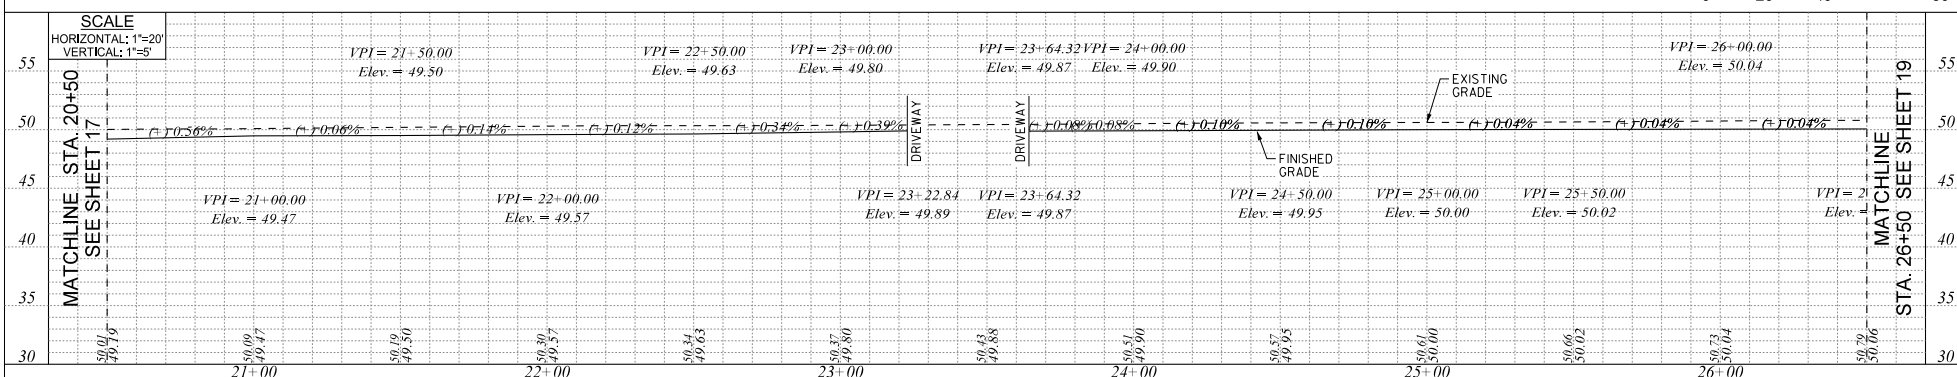 SCALE
HORIZONTAL: 1"=20'
VERTICAL: 1"=5'
VPI = 21+50.00
Elev. = 49.50
VPI = 22+50.00
Elev. = 49.63
VPI = 23+00.00
Elev. = 49.80
VPI = 23+64.32
Elev. = 49.87
VPI = 24+00.00
Elev. = 49.90
VPI = 26+00.00
Elev. = 50.04
55
50
45
40
35
30
MATCHLINE STA. 20+50
SEE SHEET 17
(+) 0.56%
(+) 0.06%
(+) 0.14%
(+) 0.12%
(+) 0.34%
(+) 0.39%
DRIVEWAY
DRIVEWAY
(+) 0.08%
0.08%
(+) 0.10%
(+) 0.10%
(+) 0.04%
(+) 0.04%
(+) 0.04%
EXISTING
GRADE
FINISHED
GRADE
VPI = 21+00.00
Elev. = 49.47
VPI = 22+00.00
Elev. = 49.57
VPI = 23+22.84
Elev. = 49.89
VPI = 23+64.32
Elev. = 49.87
VPI = 24+50.00
Elev. = 49.95
VPI = 25+00.00
Elev. = 50.00
VPI = 25+50.00
Elev. = 50.02
VPI = 2
Elev. =
MATCHLINE
STA. 26+50 SEE SHEET 19
55
50
45
40
35
30
50.01
49.19
50.09
49.47
50.19
49.50
50.30
49.57
50.34
49.63
50.37
49.80
50.43
49.88
50.51
49.90
50.57
49.95
50.61
50.00
50.66
50.02
50.73
50.04
50.79
50.06
21+00
22+00
23+00
24+00
25+00
26+00